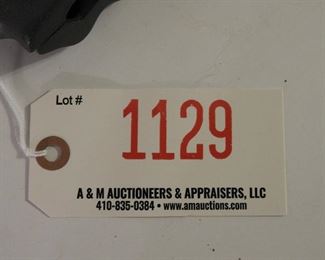 Lot #
1129
A & M AUCTIONEERS & APPRAISERS, LLC
410-835-0384 • www.amauctions.com